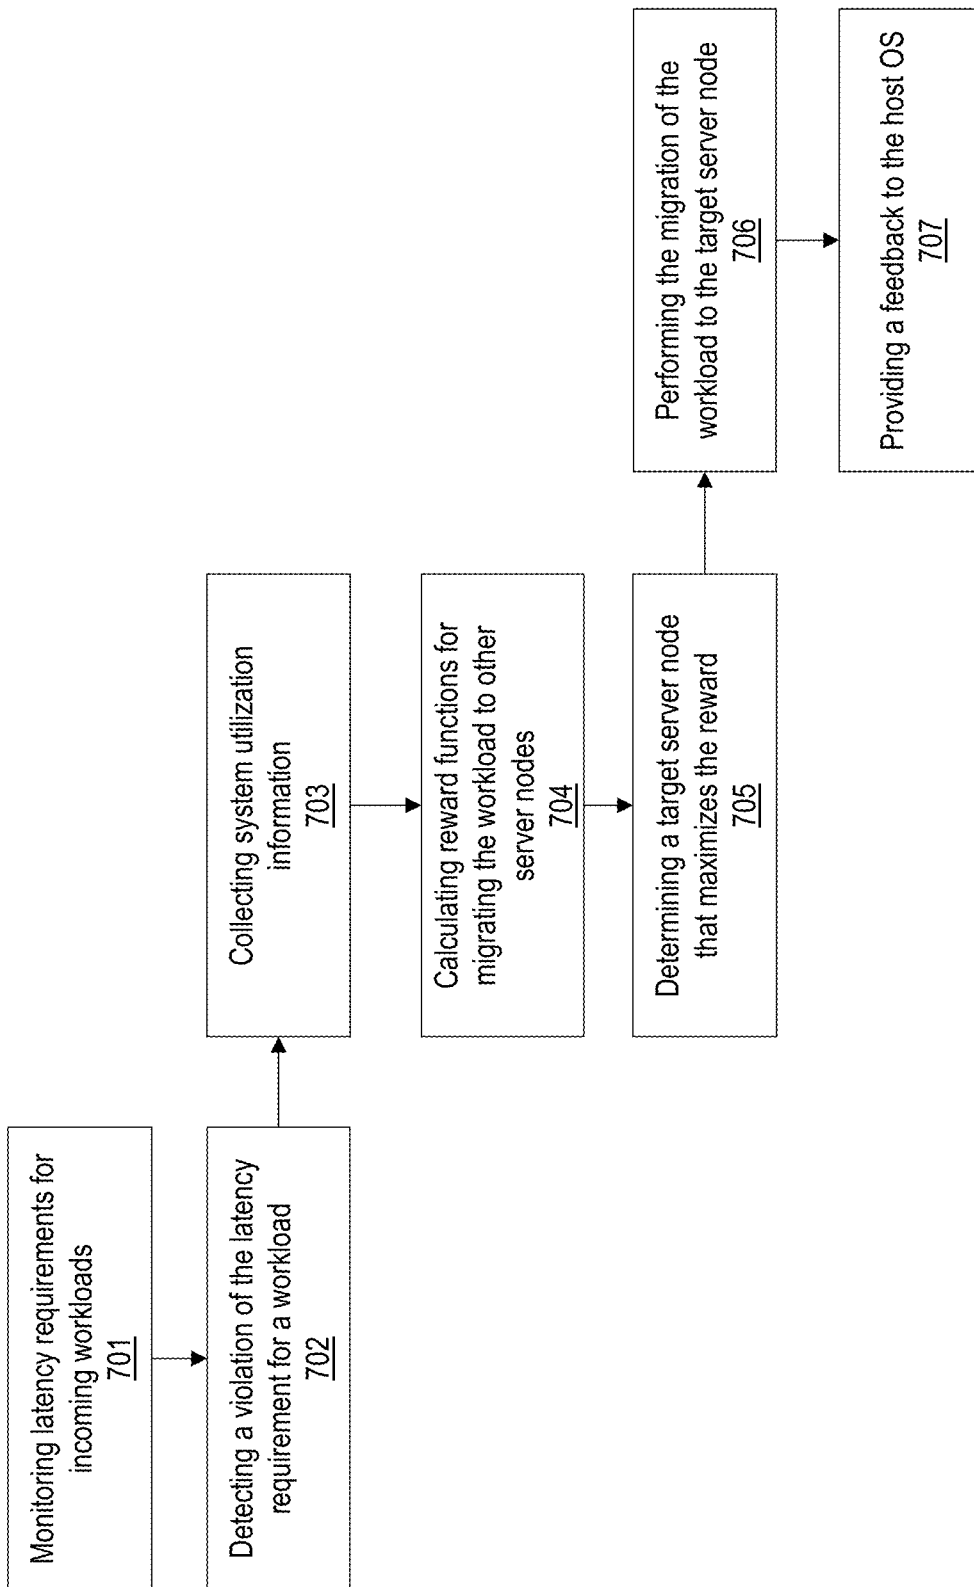 Monitoring latency requirements for
incoming workloads
701
Detecting a violation of the latency
requirement for a workload
702
Collecting system utilization
information
703
Calculating reward functions for
migrating the workload to other
server nodes
704
Determining a target server node
that maximizes the reward
705
Performing the migration of the
workload to the target server node
706
Providing a feedback to the host OS
707